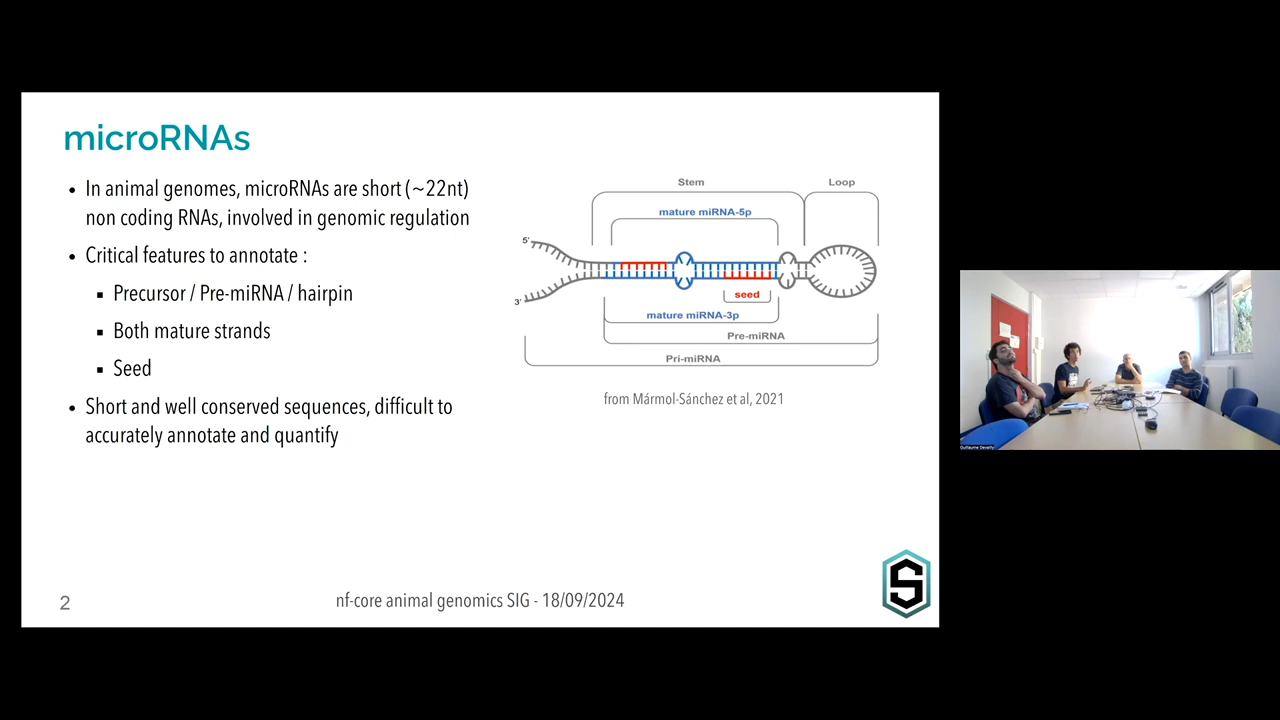 microRNAs
• In animal genomes, microRNAs are short (~22nt)
non coding RNAs, involved in genomic regulation
• Critical features to annotate :
▪ Precursor / Pre-miRNA / hairpin
▪ Both mature strands
▪ Seed
• Short and well conserved sequences, difficult to
accurately annotate and quantify
Stem
Loop
mature miRNA-5p
5'
3'
seed
mature miRNA-3p
Pre-miRNA
Pri-miRNA
from Mármol-Sánchez et al, 2021
2
nf-core animal genomics SIG - 18/09/2024
S
Guillaume Devailly